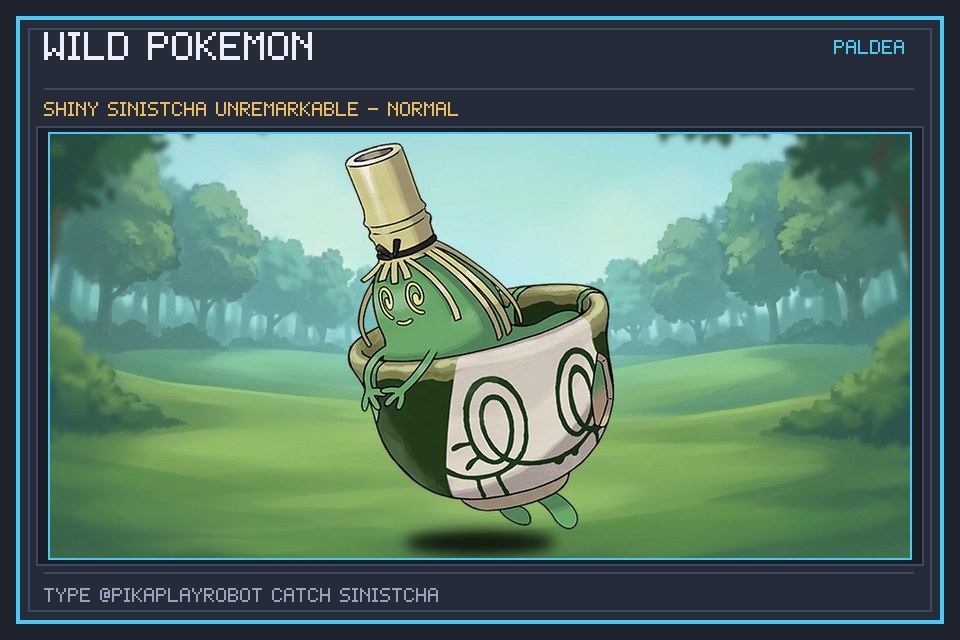 WILD POKEMON
PALDEA
SHINY SINISTCHA UNREMARKABLE - NORMAL
TYPE @PIKAPLAYROBOT CATCH SINISTCHA